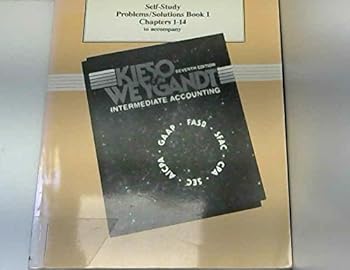 Self-Study
Problems/Solutions Book I
Chapters 1-14
to accompany
KIESO
SEVENTH EDITION
WEYGANDT
INTERMEDIATE ACCOUNTING
AICPA · GAAP · FASB · SFAC · CPA · SEC